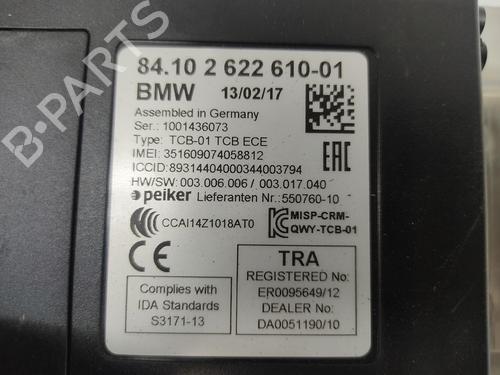 B-PARTS
84.10 2 622 610-01
BMW 13/02/17
Assembled in Germany
Ser.: 1001436073
Type: TCB-01 TCB ECE
IMEI: 351609074058812
ICCID: 89314404000344003794
HW/SW: 003.006.006 / 003.017.040
peiker Lieferanten Nr.: 550760-10
EAC
CCAI14Z1018AT0
MISP-CRM-
QWY-TCB-01
CE
Complies with
IDA Standards
S3171-13
TRA
REGISTERED No:
ER0095649/12
DEALER No:
DA0051190/10